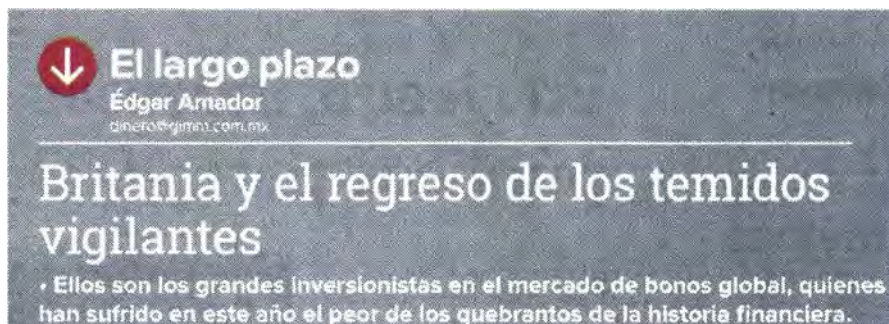 El largo plazo
Édgar Amador
dinero@gimm.com.mx
Britania y el regreso de los temidos
vigilantes
• Ellos son los grandes inversionistas en el mercado de bonos global, quienes
han sufrido en este año el peor de los quebrantos de la historia financiera.